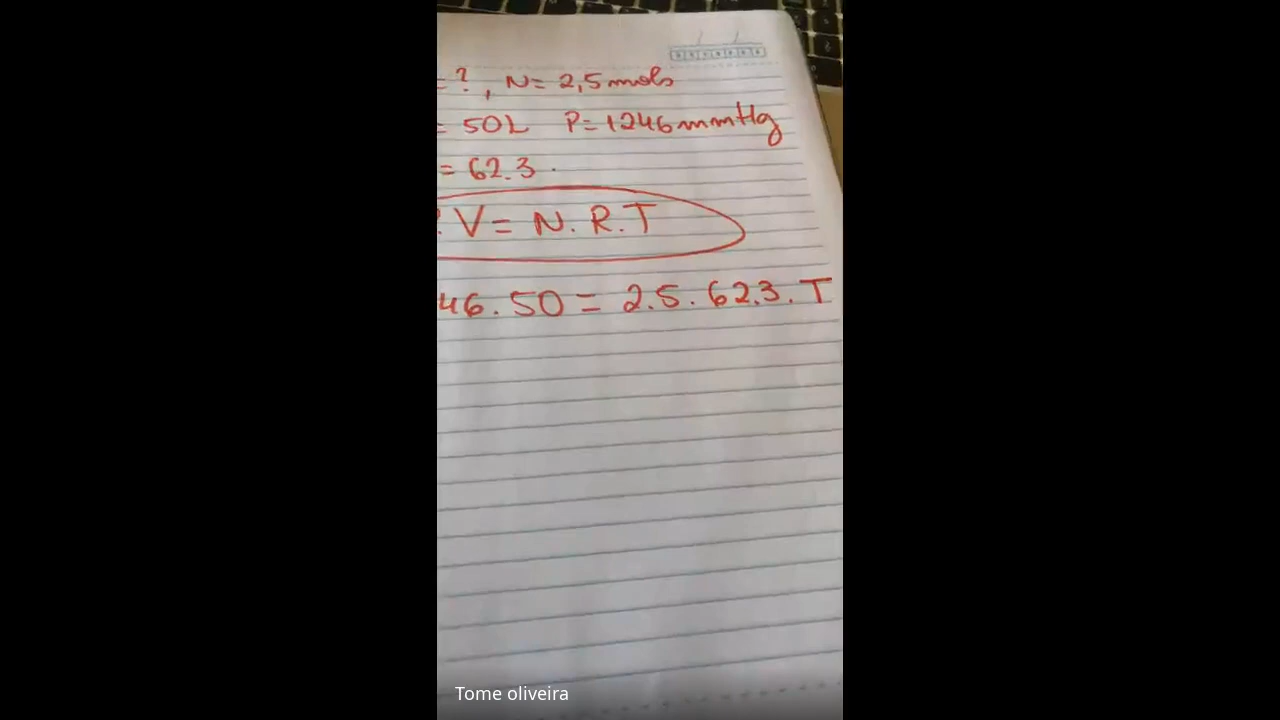 = ?, N= 2,5 mols
= 50L P= 1246 mmHg
= 62.3.
. V = N. R. T
46. 50 = 2.5. 62.3. T
Tome oliveira